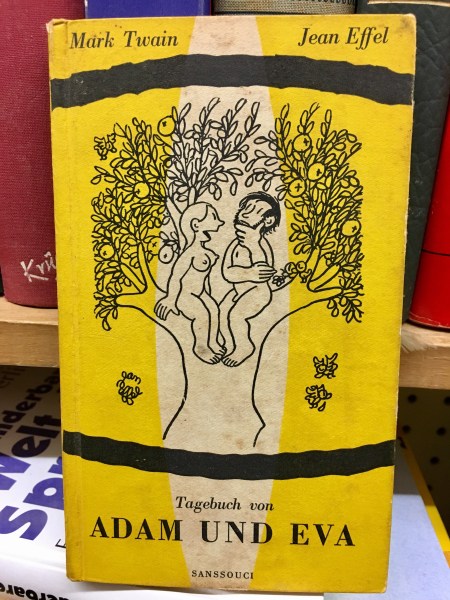 Mark Twain
Jean Effel
Tagebuch von
ADAM UND EVA
SANSSOUCI